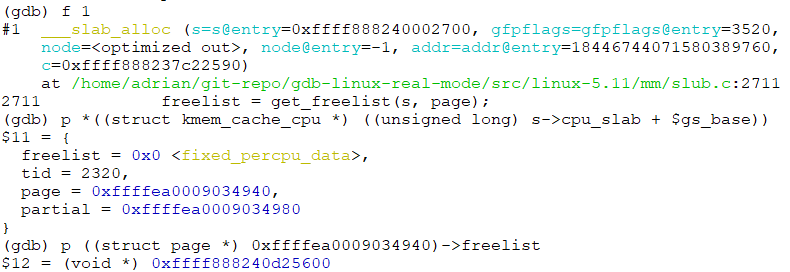 (gdb) f 1
#1  ___slab_alloc (s=s@entry=0xffff888240002700, gfpflags=gfpflags@entry=3520,
    node=<optimized out>, node@entry=-1, addr=addr@entry=18446744071580389760,
    c=0xffff888237c22590)
    at /home/adrian/git-repo/gdb-linux-real-mode/src/linux-5.11/mm/slub.c:2711
2711            freelist = get_freelist(s, page);
(gdb) p *((struct kmem_cache_cpu *) ((unsigned long) s->cpu_slab + $gs_base))
$11 = {
  freelist = 0x0 <fixed_percpu_data>,
  tid = 2320,
  page = 0xffffea0009034940,
  partial = 0xffffea0009034980
}
(gdb) p ((struct page *) 0xffffea0009034940)->freelist
$12 = (void *) 0xffff888240d25600